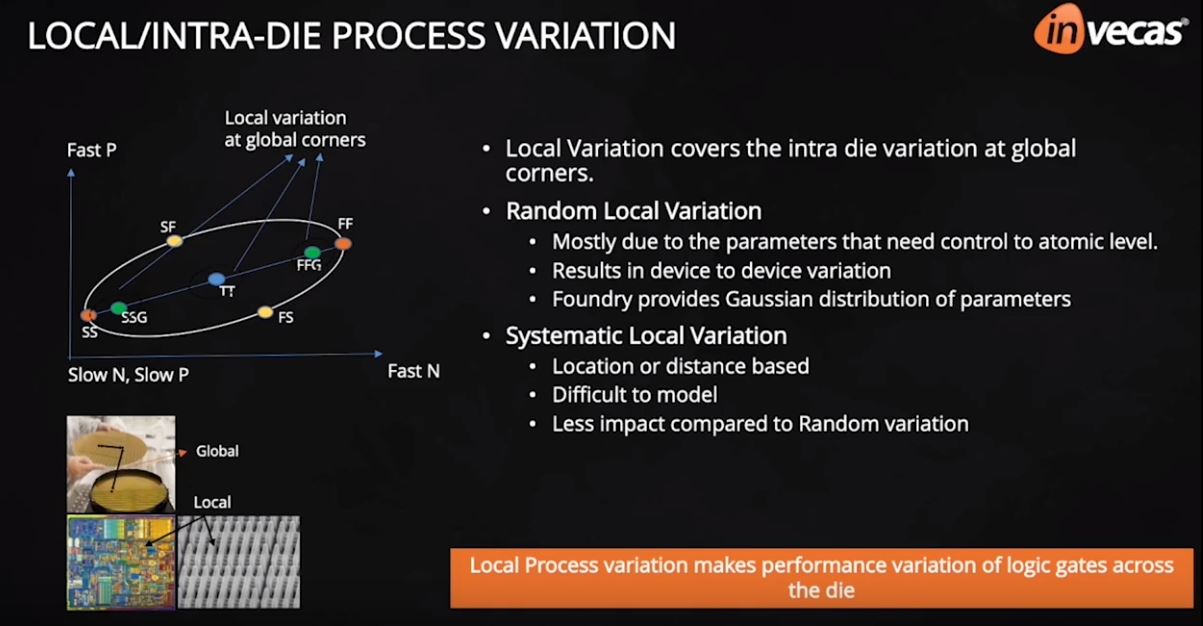 LOCAL/INTRA-DIE PROCESS VARIATION
invecas®
Local variation
at global corners
Fast P
SF
FF
FFG
TT
SSG
SS
FS
Slow N, Slow P
Fast N
Global
Local
• Local Variation covers the intra die variation at global
corners.
• Random Local Variation
• Mostly due to the parameters that need control to atomic level.
• Results in device to device variation
• Foundry provides Gaussian distribution of parameters
• Systematic Local Variation
• Location or distance based
• Difficult to model
• Less impact compared to Random variation
Local Process variation makes performance variation of logic gates across
the die